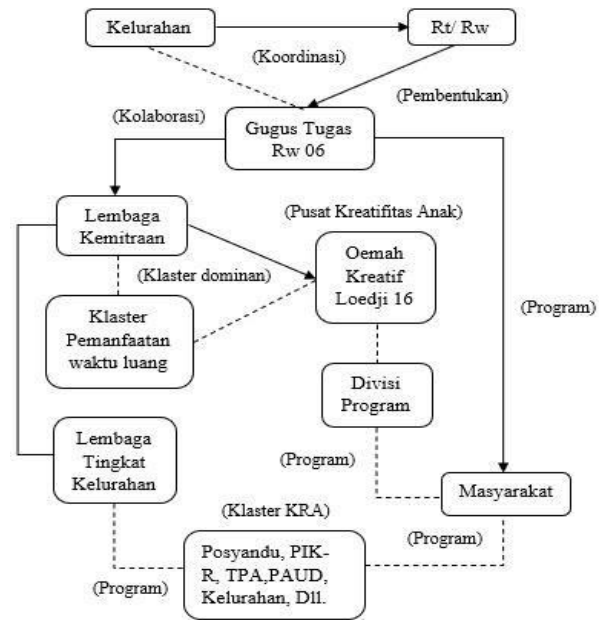 Kelurahan
Rt/ Rw
(Koordinasi)
(Kolaborasi)
(Pembentukan)
Gugus Tugas
Rw 06
Lembaga
Kemitraan
(Pusat Kreatifitas Anak)
Oemah
Kreatif
Loedji 16
(Klaster dominan)
Klaster
Pemanfaatan
waktu luang
(Program)
Divisi
Program
Lembaga
Tingkat
Kelurahan
(Program)
Masyarakat
(Klaster KRA)
Posyandu, PIK-
R, TPA,PAUD,
Kelurahan, Dll.
(Program)
(Program)